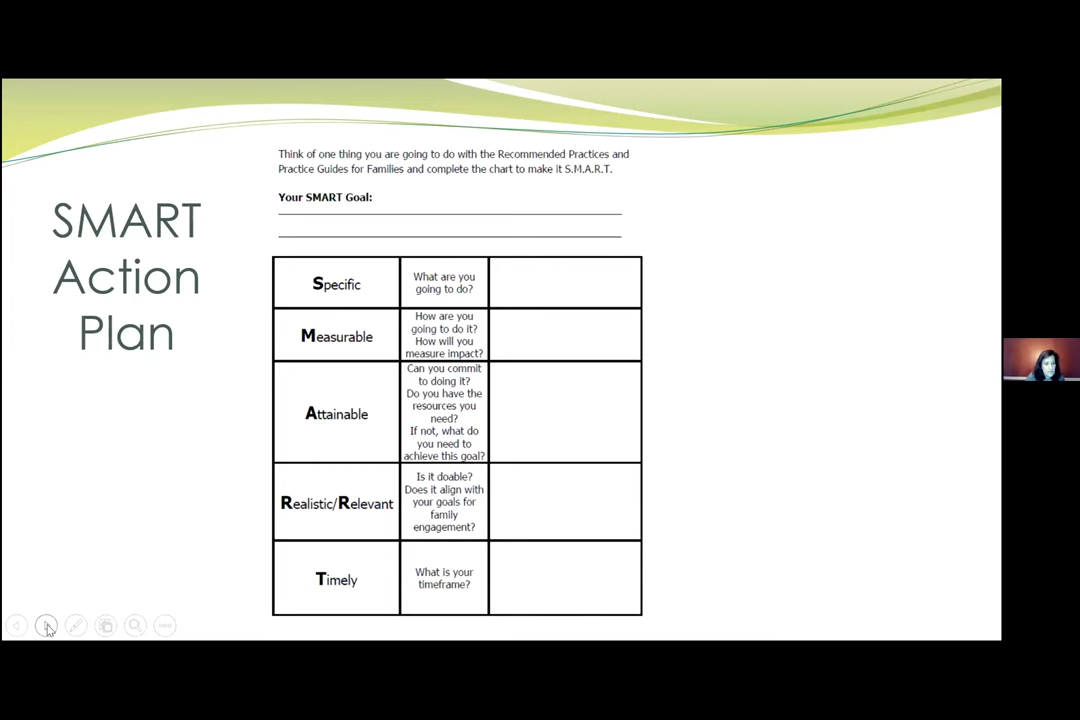 SMART
Action
Plan
Think of one thing you are going to do with the Recommended Practices and
Practice Guides for Families and complete the chart to make it S.M.A.R.T.
Your SMART Goal:
Specific
What are you
going to do?
Measurable
How are you
going to do it?
How will you
measure impact?
Attainable
Can you commit
to doing it?
Do you have the
resources you
need?
If not, what do
you need to
achieve this goal?
Realistic/Relevant
Is it doable?
Does it align with
your goals for
family
engagement?
Timely
What is your
timeframe?